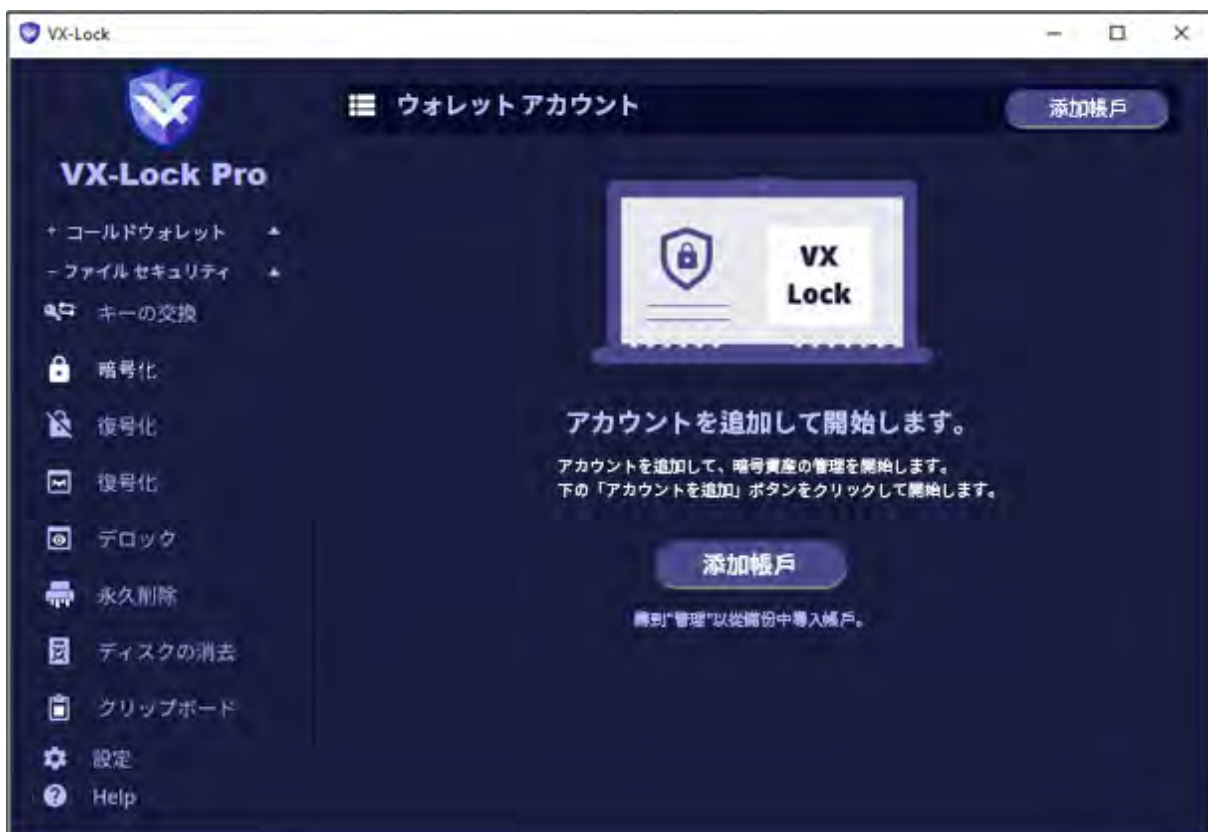 VX-Lock
VX-Lock Pro
+ コールドウォレット
- ファイル セキュリティ
キーの交換
暗号化
復号化
復号化
デロック
永久削除
ディスクの消去
クリップボード
設定
Help
ウォレット アカウント
添加帳戶
VX
Lock
アカウントを追加して開始します。
アカウントを追加して、暗号資産の管理を開始します。
下の「アカウントを追加」ボタンをクリックして開始します。
添加帳戶
轉到"管理"以從備份中導入帳戶。